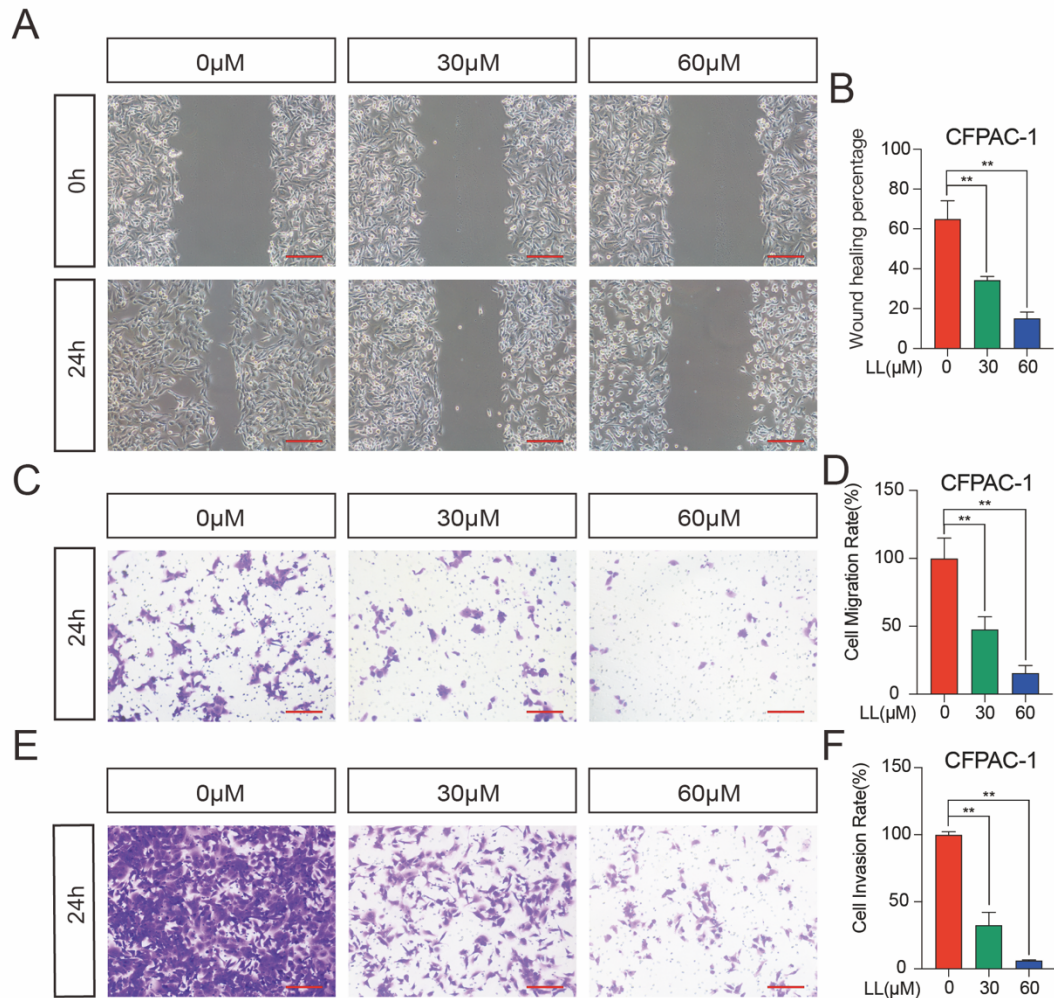 A
0µM
30µM
60µM
0h
24h
B
CFPAC-1
Wound healing percentage
100
80
60
40
20
0
**
**
LL(µM)
0
30
60
C
0µM
30µM
60µM
24h
D
CFPAC-1
Cell Migration Rate(%)
150
100
50
0
**
**
LL(µM)
0
30
60
E
0µM
30µM
60µM
24h
F
CFPAC-1
Cell Invasion Rate(%)
150
100
50
0
**
**
LL(µM)
0
30
60